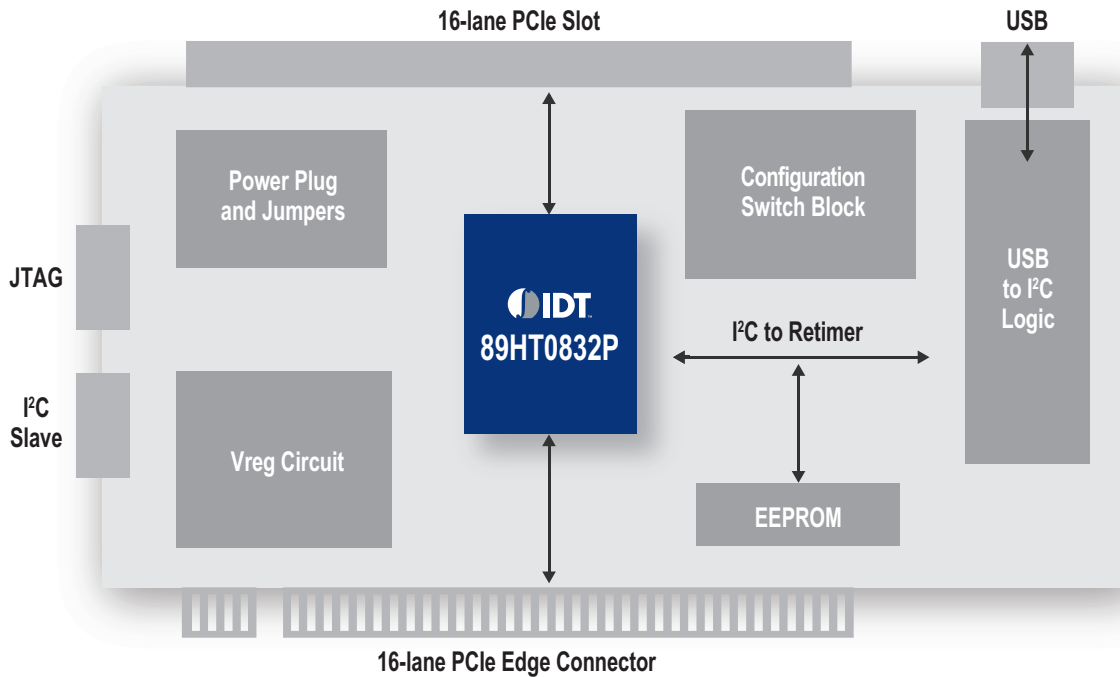 16-lane PCIe Slot
USB
Power Plug
and Jumpers
Configuration
Switch Block
JTAG
IDT™
89HT0832P
USB
to I²C
Logic
I²C to Retimer
I²C
Slave
Vreg Circuit
EEPROM
16-lane PCIe Edge Connector